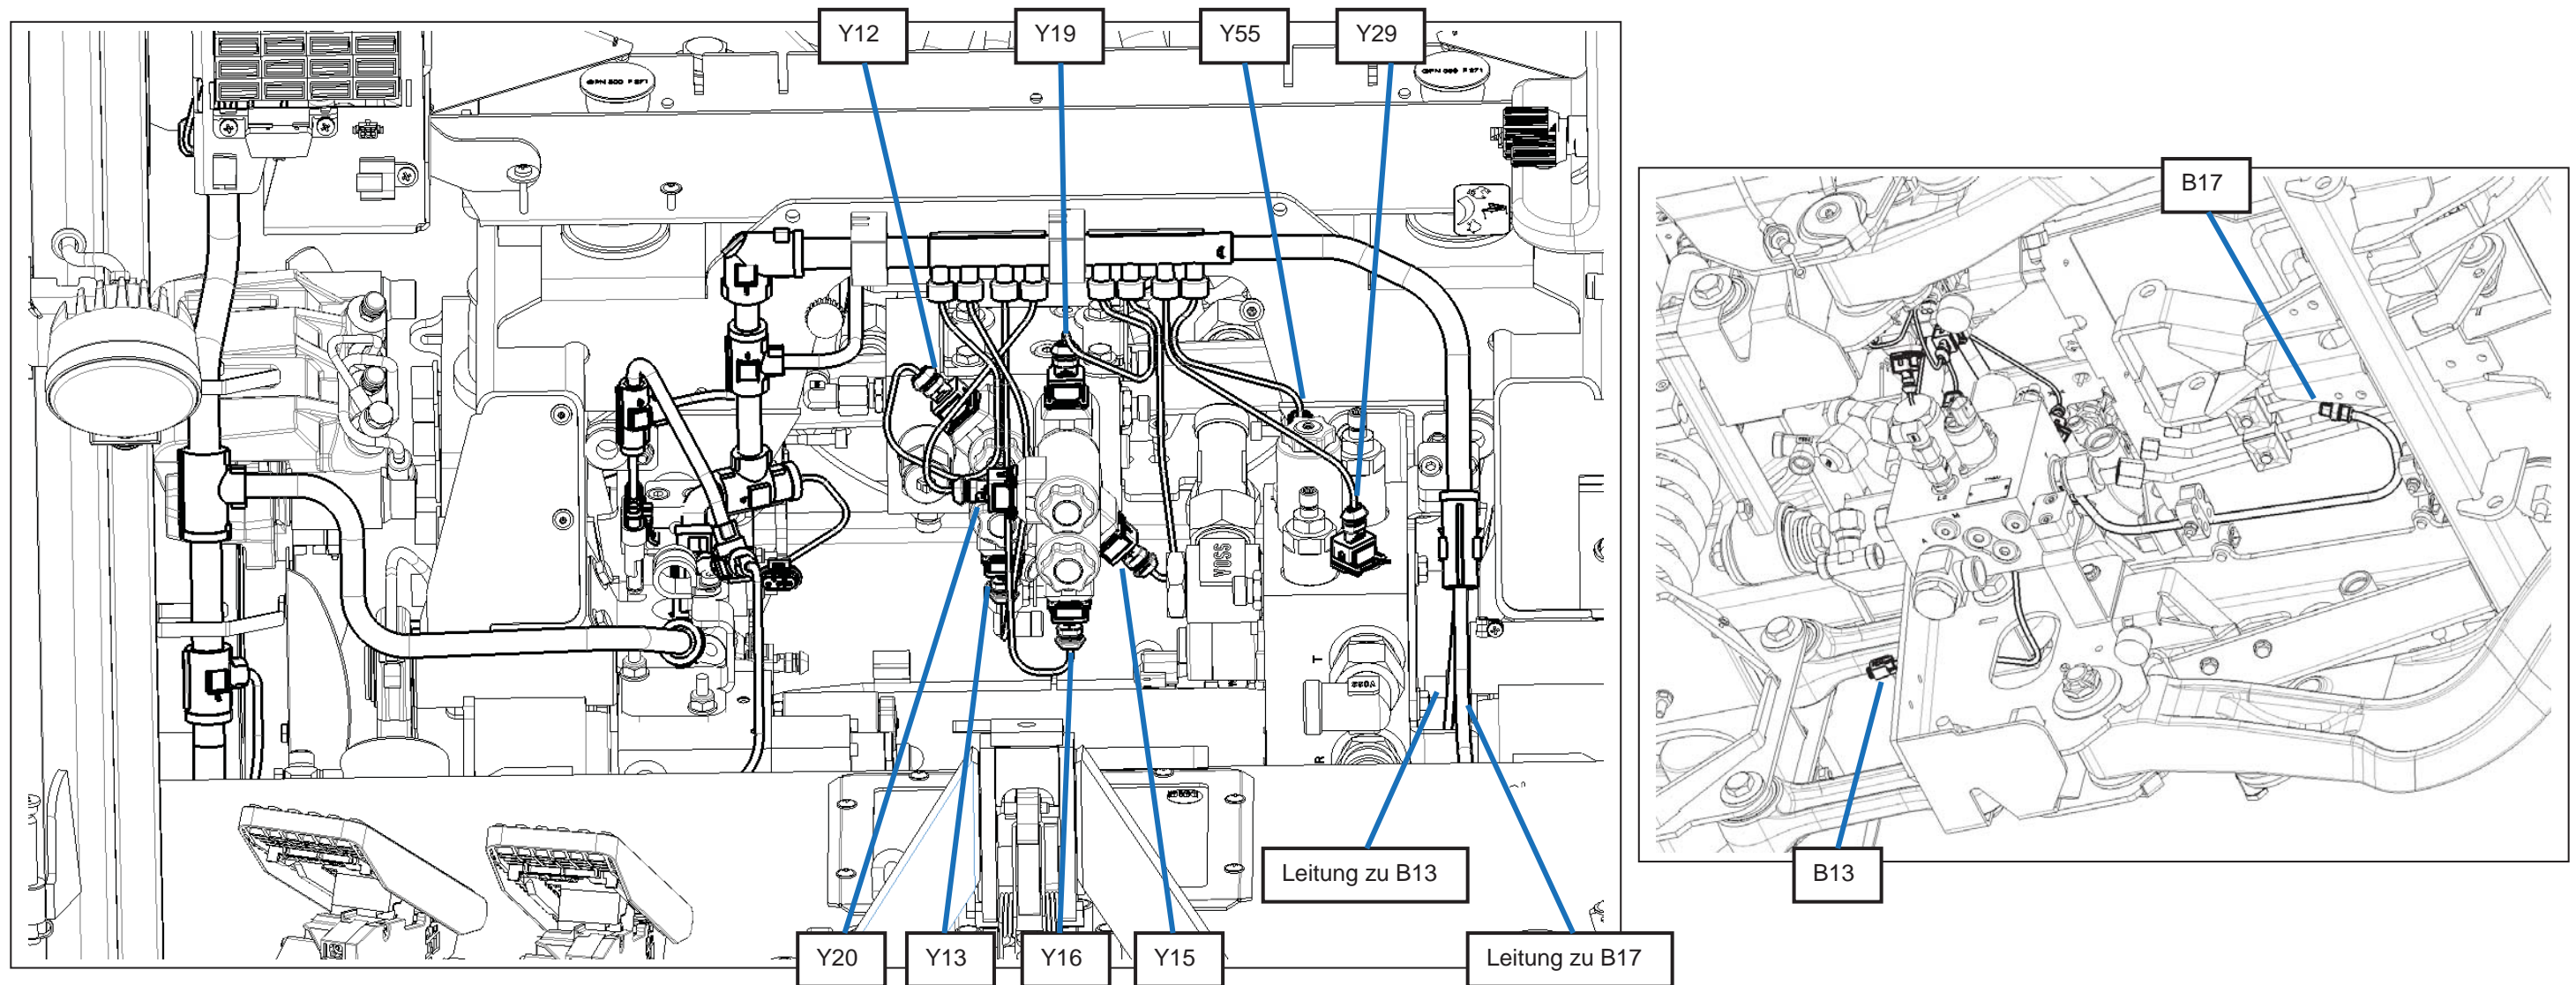 Y12
Y19
Y55
Y29
B17
VOSS
T
R
Leitung zu B13
B13
Y20
Y13
Y16
Y15
Leitung zu B17